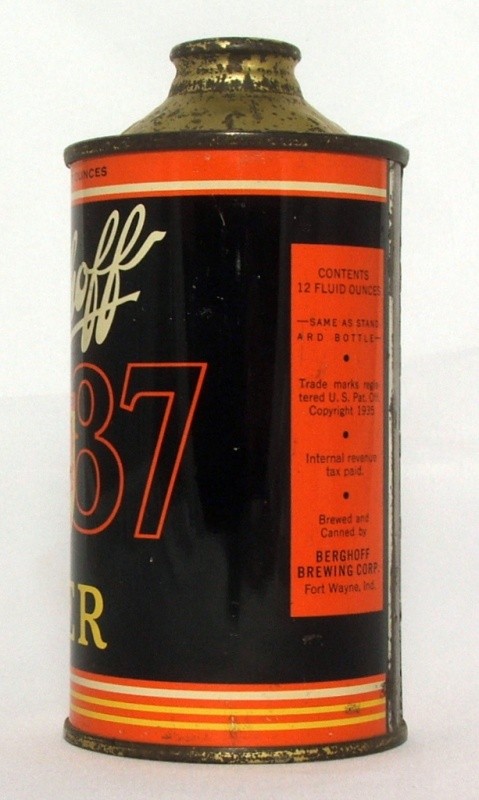 OUNCES
hoff
87
ER
CONTENTS
12 FLUID OUNCES
—SAME AS STAND
ARD BOTTLE—
•
Trade marks regis
tered U. S. Pat. Off.
Copyright 1935
•
Internal revenue
tax paid.
•
Brewed and
Canned by
BERGHOFF
BREWING CORP.
Fort Wayne, Ind.